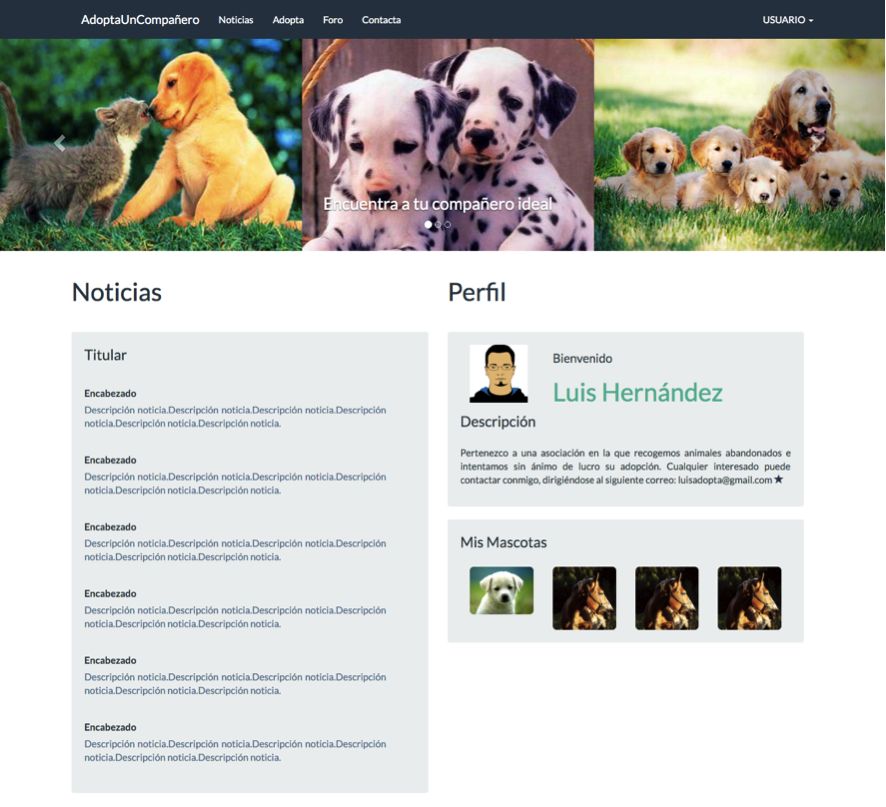 AdoptaUnCompañero Noticias Adopta Foro Contacta USUARIO
Encuentra a tu compañero ideal
Noticias
Titular
Encabezado
Descripción noticia.Descripción noticia.Descripción noticia.Descripción
noticia.Descripción noticia.Descripción noticia.
Encabezado
Descripción noticia.Descripción noticia.Descripción noticia.Descripción
noticia.Descripción noticia.Descripción noticia.
Encabezado
Descripción noticia.Descripción noticia.Descripción noticia.Descripción
noticia.Descripción noticia.Descripción noticia.
Encabezado
Descripción noticia.Descripción noticia.Descripción noticia.Descripción
noticia.Descripción noticia.Descripción noticia.
Encabezado
Descripción noticia.Descripción noticia.Descripción noticia.Descripción
noticia.Descripción noticia.Descripción noticia.
Encabezado
Descripción noticia.Descripción noticia.Descripción noticia.Descripción
noticia.Descripción noticia.Descripción noticia.
Perfil
Bienvenido
Luis Hernández
Descripción
Pertenezco a una asociación en la que recogemos animales abandonados e
intentamos sin ánimo de lucro su adopción. Cualquier interesado puede
contactar conmigo, dirigiéndose al siguiente correo: luisadopta@gmail.com ★
Mis Mascotas